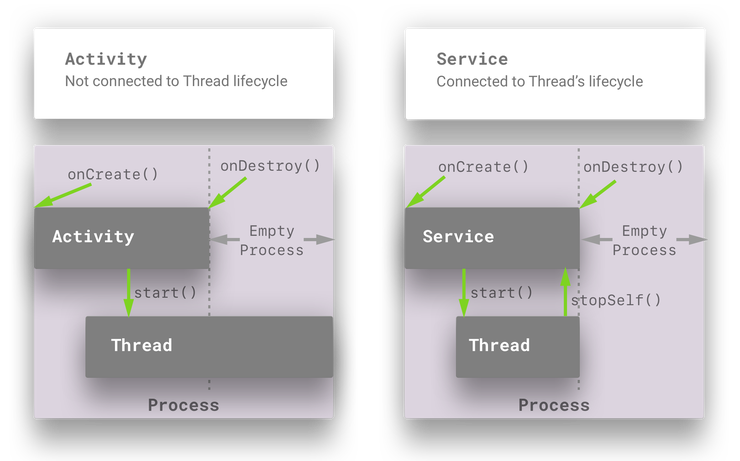 Activity
Not connected to Thread lifecycle
onCreate()
onDestroy()
Activity
Empty
Process
start()
Thread
Process
Service
Connected to Thread’s lifecycle
onCreate()
onDestroy()
Service
Empty
Process
start()
stopSelf()
Thread
Process